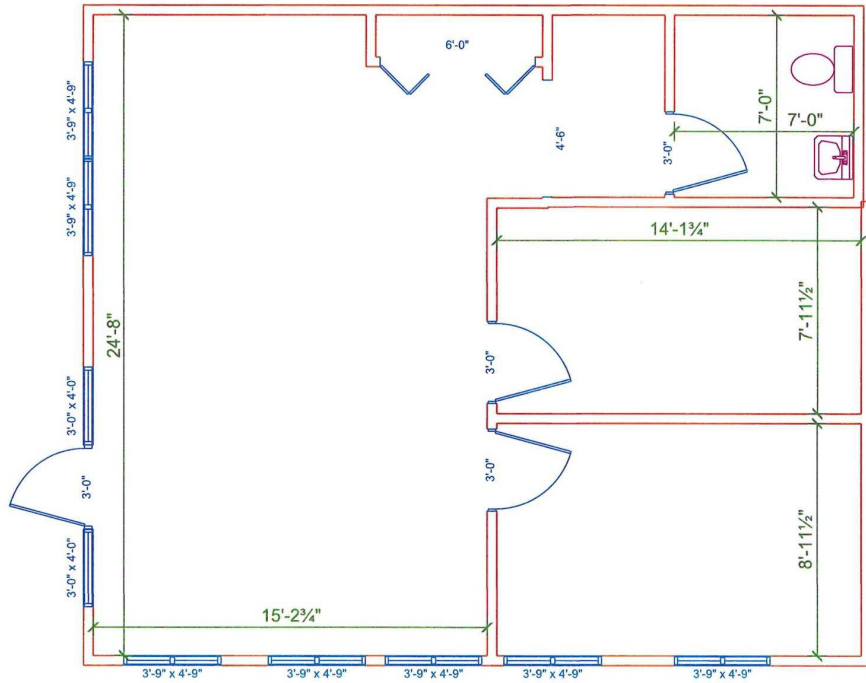 6'-0"
3'-9" x 4'-9"
3'-9" x 4'-9"
4'-6"
3'-0"
7'-0"
7'-0"
14'-1¾"
7'-11½"
24'-8"
3'-0" x 4'-0"
3'-0"
3'-0"
3'-0"
3'-0" x 4'-0"
8'-11½"
15'-2¾"
3'-9" x 4'-9"
3'-9" x 4'-9"
3'-9" x 4'-9"
3'-9" x 4'-9"
3'-9" x 4'-9"